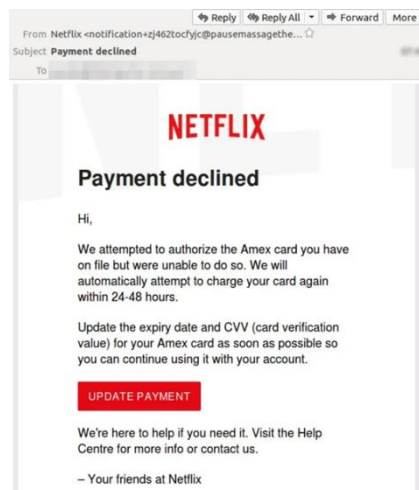 Reply Reply All Forward More
From Netflix <notification+zj462tocfyjc@pausemassagethe...
Subject Payment declined
To
NETFLIX
Payment declined
Hi,
We attempted to authorize the Amex card you have
on file but were unable to do so. We will
automatically attempt to charge your card again
within 24-48 hours.
Update the expiry date and CVV (card verification
value) for your Amex card as soon as possible so
you can continue using it with your account.
UPDATE PAYMENT
We're here to help if you need it. Visit the Help
Centre for more info or contact us.
– Your friends at Netflix